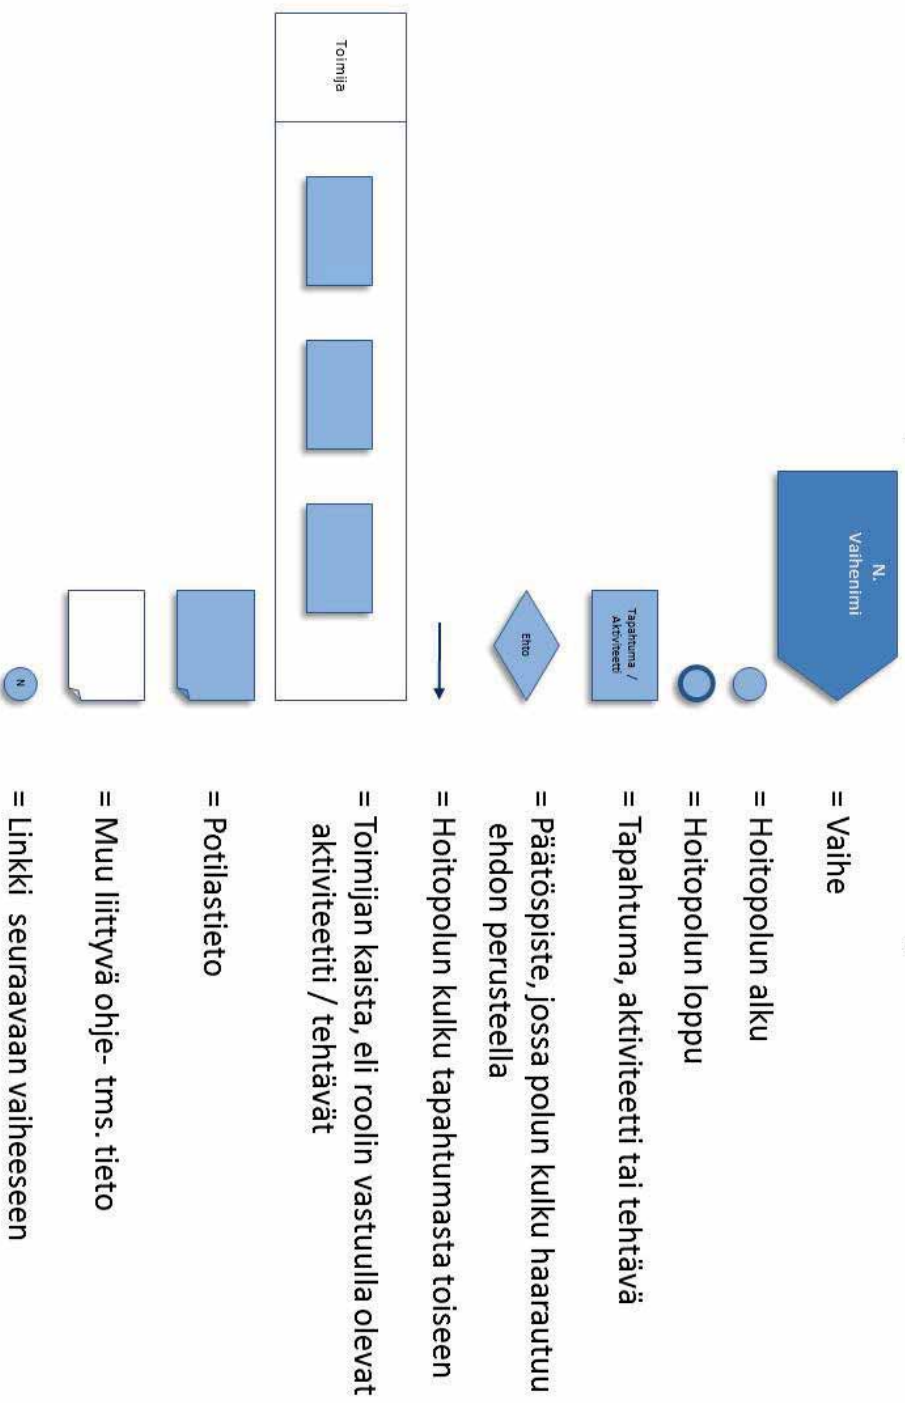 N.
Vaihenimi
= Vaihe
= Hoitopolun alku
= Hoitopolun loppu
Tapahtuma /
Aktiviteetti
= Tapahtuma, aktiviteetti tai tehtävä
Ehto
= Päätöspiste, jossa polun kulku haarautuu
ehdon perusteella
= Hoitopolun kulku tapahtumasta toiseen
Toimija
= Toimijan kaista, eli roolin vastuulla olevat
aktiviteetiti / tehtävät
= Potilastieto
= Muu liittyvä ohje- tms. tieto
N
= Linkki seuraavaan vaiheeseen